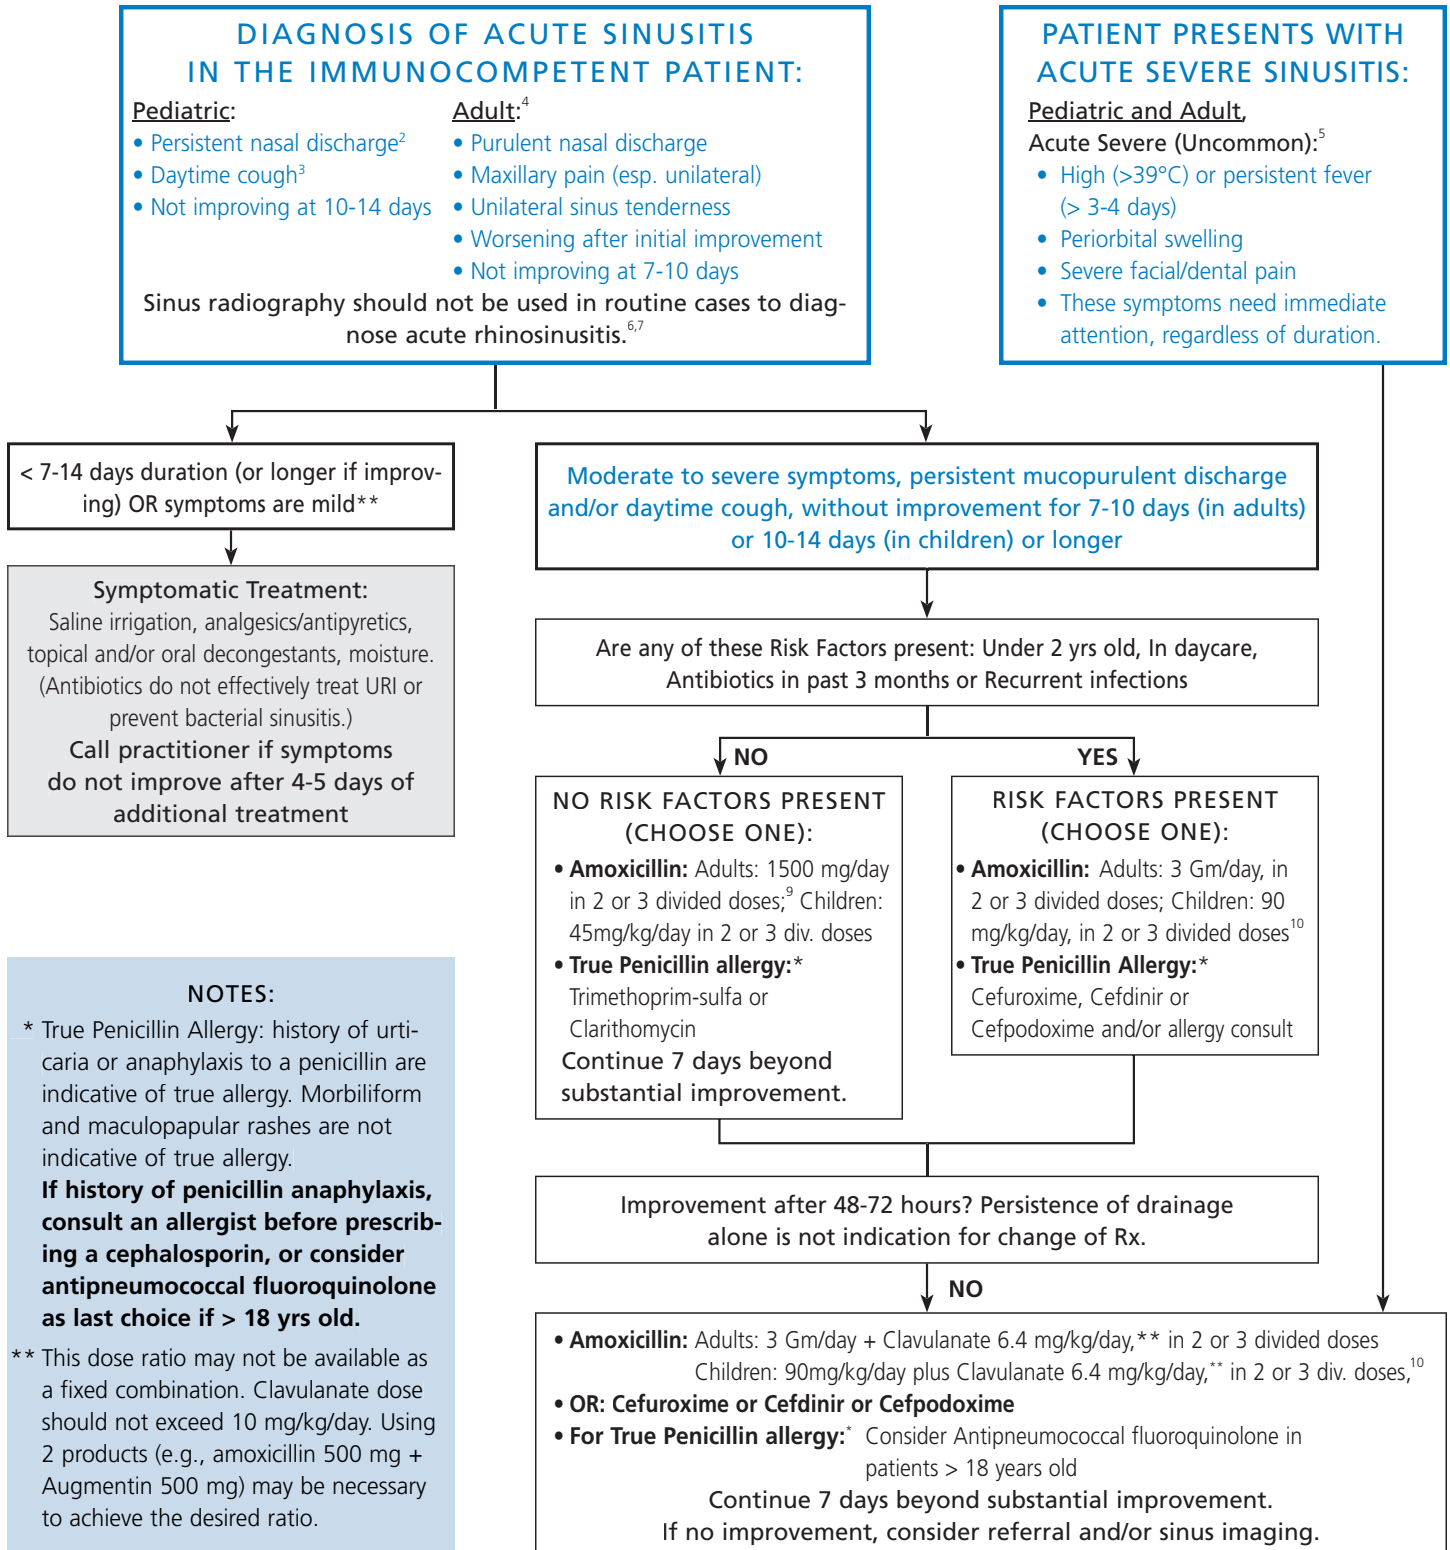 DIAGNOSIS OF ACUTE SINUSITIS
IN THE IMMUNOCOMPETENT PATIENT:
Pediatric:
• Persistent nasal discharge2
• Daytime cough3
• Not improving at 10-14 days
Adult:4
• Purulent nasal discharge
• Maxillary pain (esp. unilateral)
• Unilateral sinus tenderness
• Worsening after initial improvement
• Not improving at 7-10 days
Sinus radiography should not be used in routine cases to diag-
nose acute rhinosinusitis.6,7
PATIENT PRESENTS WITH
ACUTE SEVERE SINUSITIS:
Pediatric and Adult,
Acute Severe (Uncommon):5
• High (>39°C) or persistent fever
(> 3-4 days)
• Periorbital swelling
• Severe facial/dental pain
• These symptoms need immediate
attention, regardless of duration.
< 7-14 days duration (or longer if improv-
ing) OR symptoms are mild**
Symptomatic Treatment:
Saline irrigation, analgesics/antipyretics,
topical and/or oral decongestants, moisture.
(Antibiotics do not effectively treat URI or
prevent bacterial sinusitis.)
Call practitioner if symptoms
do not improve after 4-5 days of
additional treatment
Moderate to severe symptoms, persistent mucopurulent discharge
and/or daytime cough, without improvement for 7-10 days (in adults)
or 10-14 days (in children) or longer
Are any of these Risk Factors present: Under 2 yrs old, In daycare,
Antibiotics in past 3 months or Recurrent infections
NO
YES
NO RISK FACTORS PRESENT
(CHOOSE ONE):
• Amoxicillin: Adults: 1500 mg/day
in 2 or 3 divided doses;9 Children:
45mg/kg/day in 2 or 3 div. doses
• True Penicillin allergy:*
Trimethoprim-sulfa or
Clarithomycin
Continue 7 days beyond
substantial improvement.
RISK FACTORS PRESENT
(CHOOSE ONE):
• Amoxicillin: Adults: 3 Gm/day, in
2 or 3 divided doses; Children: 90
mg/kg/day, in 2 or 3 divided doses10
• True Penicillin Allergy:*
Cefuroxime, Cefdinir or
Cefpodoxime and/or allergy consult
Improvement after 48-72 hours? Persistence of drainage
alone is not indication for change of Rx.
NO
• Amoxicillin: Adults: 3 Gm/day + Clavulanate 6.4 mg/kg/day,** in 2 or 3 divided doses
Children: 90mg/kg/day plus Clavulanate 6.4 mg/kg/day,** in 2 or 3 div. doses,10
• OR: Cefuroxime or Cefdinir or Cefpodoxime
• For True Penicillin allergy:* Consider Antipneumococcal fluoroquinolone in
patients > 18 years old
Continue 7 days beyond substantial improvement.
If no improvement, consider referral and/or sinus imaging.
NOTES:
* True Penicillin Allergy: history of urti-
caria or anaphylaxis to a penicillin are
indicative of true allergy. Morbiliform
and maculopapular rashes are not
indicative of true allergy.
If history of penicillin anaphylaxis,
consult an allergist before prescrib-
ing a cephalosporin, or consider
antipneumococcal fluoroquinolone
as last choice if > 18 yrs old.
** This dose ratio may not be available as
a fixed combination. Clavulanate dose
should not exceed 10 mg/kg/day. Using
2 products (e.g., amoxicillin 500 mg +
Augmentin 500 mg) may be necessary
to achieve the desired ratio.